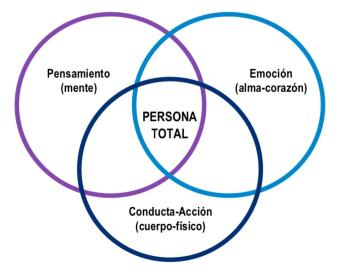 Pensamiento
(mente)
Emoción
(alma-corazón)
PERSONA
TOTAL
Conducta-Acción
(cuerpo-físico)